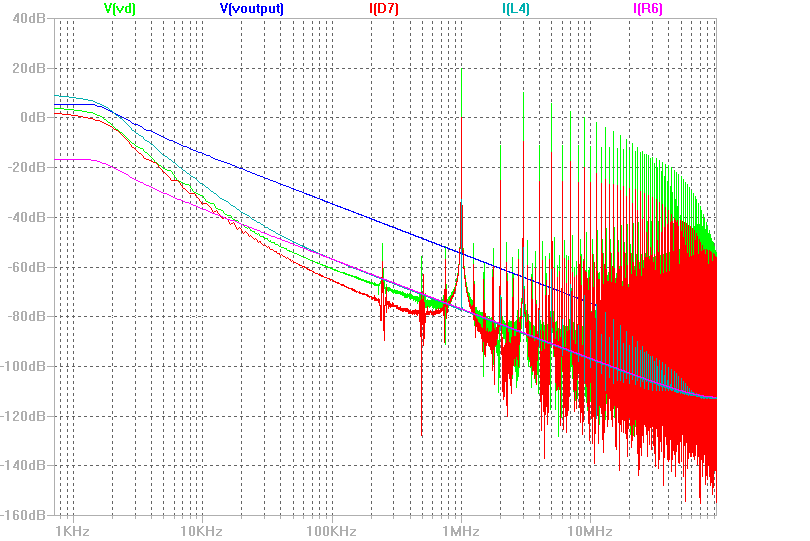 V(vd) V(voutput) I(D7) I(L4) I(R6)
40dB
20dB
0dB
-20dB
-40dB
-60dB
-80dB
-100dB
-120dB
-140dB
-160dB
1KHz 10KHz 100KHz 1MHz 10MHz